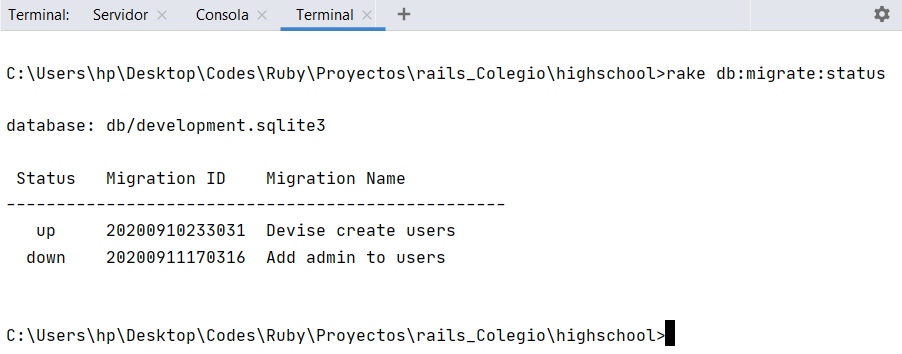 Terminal: Servidor Consola Terminal
C:\Users\hp\Desktop\Codes\Ruby\Proyectos\rails_Colegio\highschool>rake db:migrate:status
database: db/development.sqlite3
Status Migration ID Migration Name
--------------------------------------------------
up 20200910233031 Devise create users
down 20200911170316 Add admin to users
C:\Users\hp\Desktop\Codes\Ruby\Proyectos\rails_Colegio\highschool>